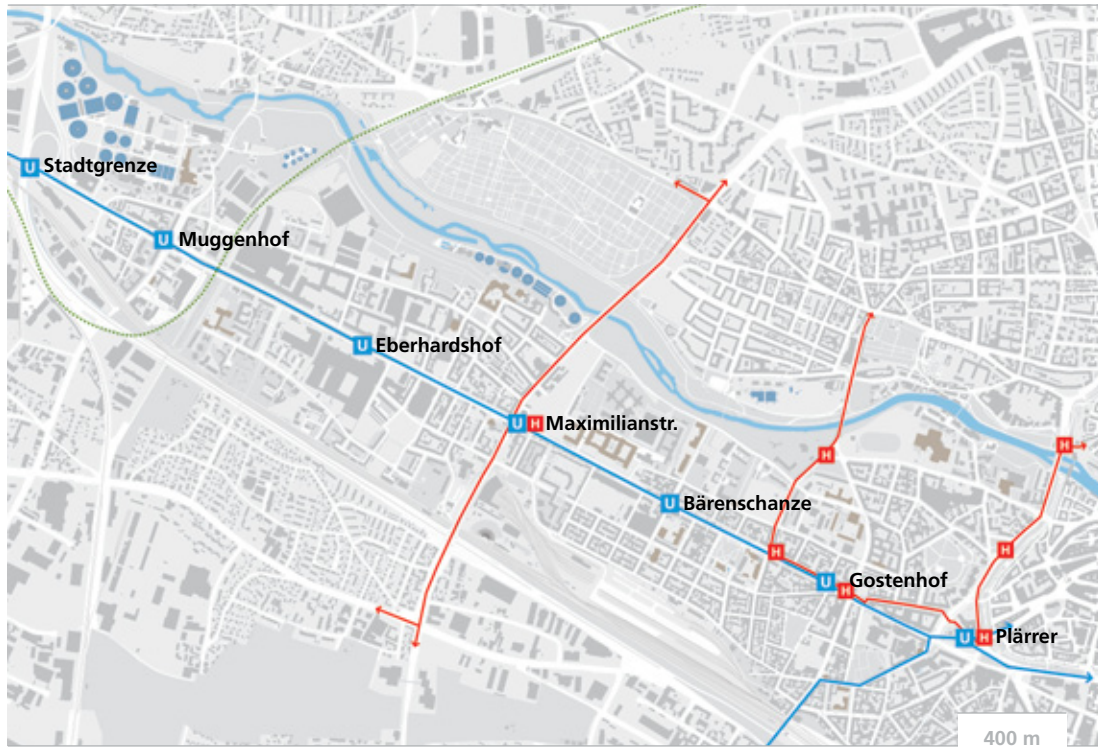 U Stadtgrenze
U Muggenhof
U Eberhardshof
U H Maximilianstr.
H
H
U Bärenschanze
H
H
U Gostenhof
H
U H Plärrer
400 m